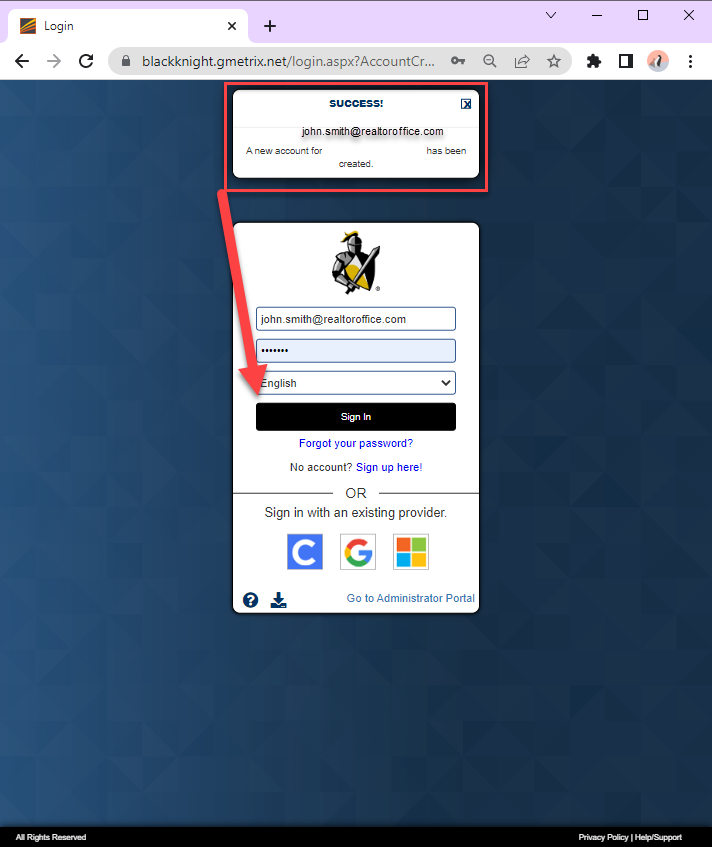 Login
blackknight.gmetrix.net/login.aspx?AccountCr...
SUCCESS!
john.smith@realtoroffice.com
A new account for has been
created.
john.smith@realtoroffice.com
•••••••
English
Sign In
Forgot your password?
No account? Sign up here!
OR
Sign in with an existing provider.
C G
Go to Administrator Portal
All Rights Reserved Privacy Policy | Help/Support